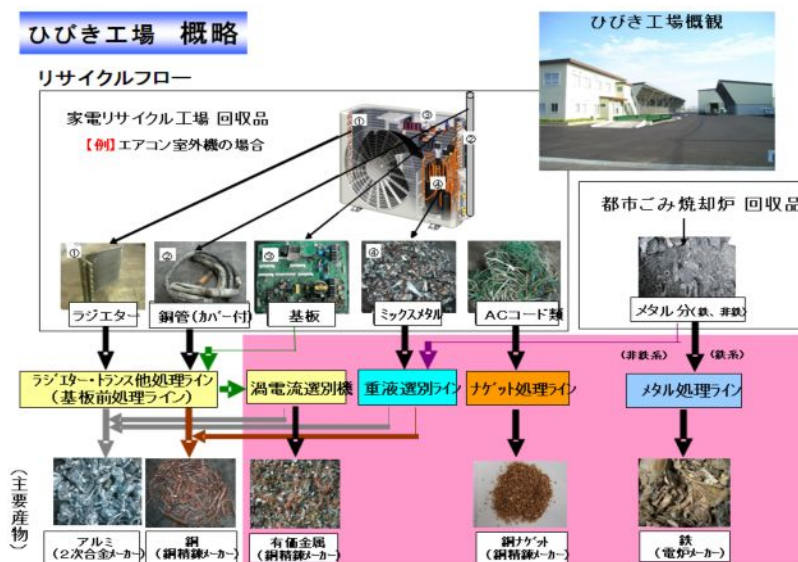 ひびき工場 概略
ひびき工場概観
リサイクルフロー
家電リサイクル工場 回収品
【例】エアコン室外機の場合
①
③
②
④
都市ごみ焼却炉 回収品
①
②
③
④
ラジエター
銅管(カバー付)
基板
ミックスメタル
ACコード類
メタル分(鉄、非鉄)
(非鉄系)
(鉄系)
ラジエター・トランス他処理ライン
(基板前処理ライン)
渦電流選別機
重液選別ライン
ナゲット処理ライン
メタル処理ライン
(主要産物)
アルミ
(2次合金メーカー)
銅
(銅精錬メーカー)
有価金属
(銅精錬メーカー)
銅ナゲット
(銅精錬メーカー)
鉄
(電炉メーカー)